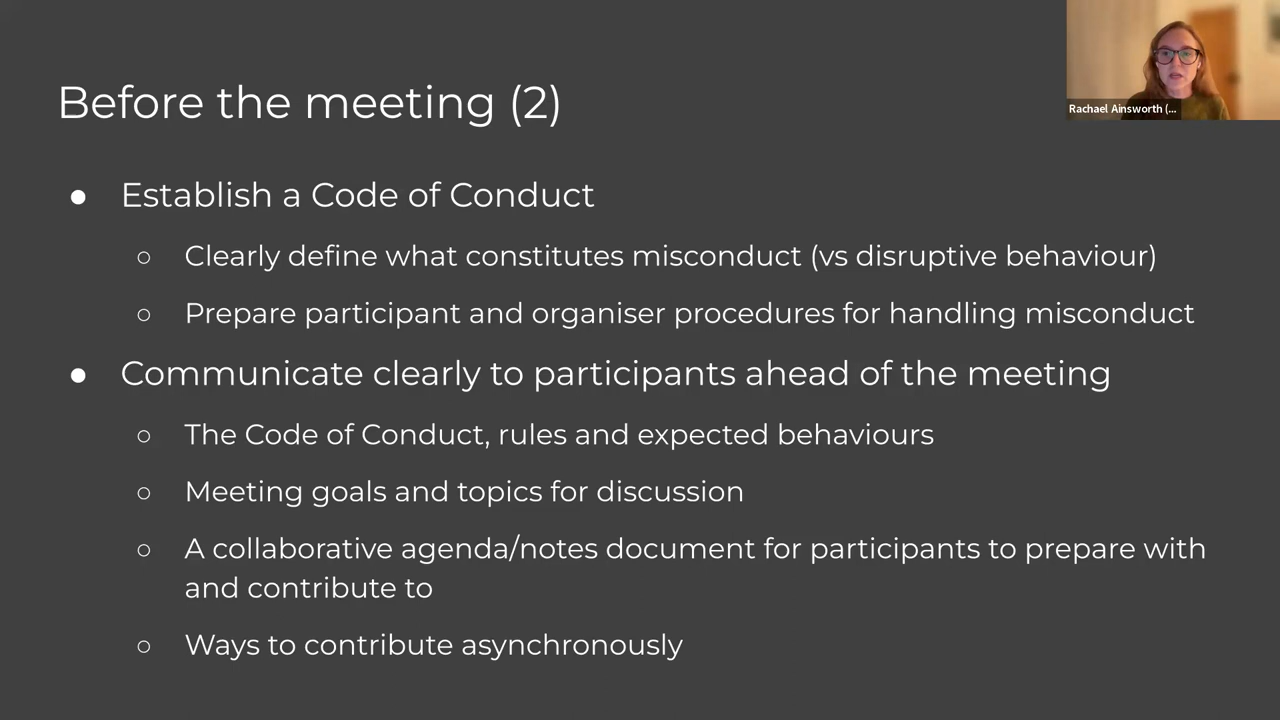 Before the meeting (2)
Rachael Ainsworth (...
● Establish a Code of Conduct
○ Clearly define what constitutes misconduct (vs disruptive behaviour)
○ Prepare participant and organiser procedures for handling misconduct
● Communicate clearly to participants ahead of the meeting
○ The Code of Conduct, rules and expected behaviours
○ Meeting goals and topics for discussion
○ A collaborative agenda/notes document for participants to prepare with
and contribute to
○ Ways to contribute asynchronously